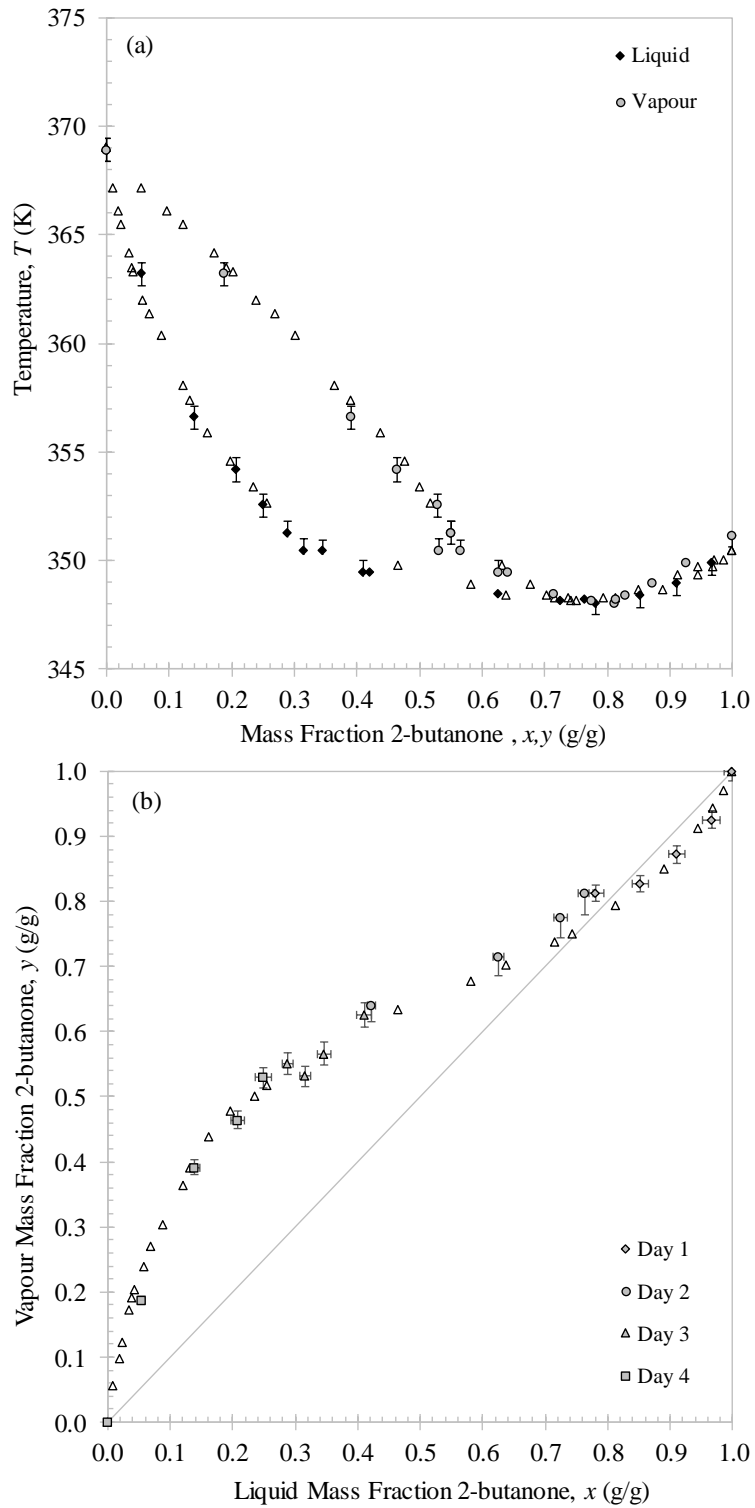 375
370
365
360
355
350
345
Temperature, T (K)
(a)
Liquid
Vapour
0.0 0.1 0.2 0.3 0.4 0.5 0.6 0.7 0.8 0.9 1.0
Mass Fraction 2-butanone , x,y (g/g)
1.0
0.9
0.8
0.7
0.6
0.5
0.4
0.3
0.2
0.1
0.0
Vapour Mass Fraction 2-butanone, y (g/g)
(b)
Day 1
Day 2
Day 3
Day 4
0.0 0.1 0.2 0.3 0.4 0.5 0.6 0.7 0.8 0.9 1.0
Liquid Mass Fraction 2-butanone, x (g/g)